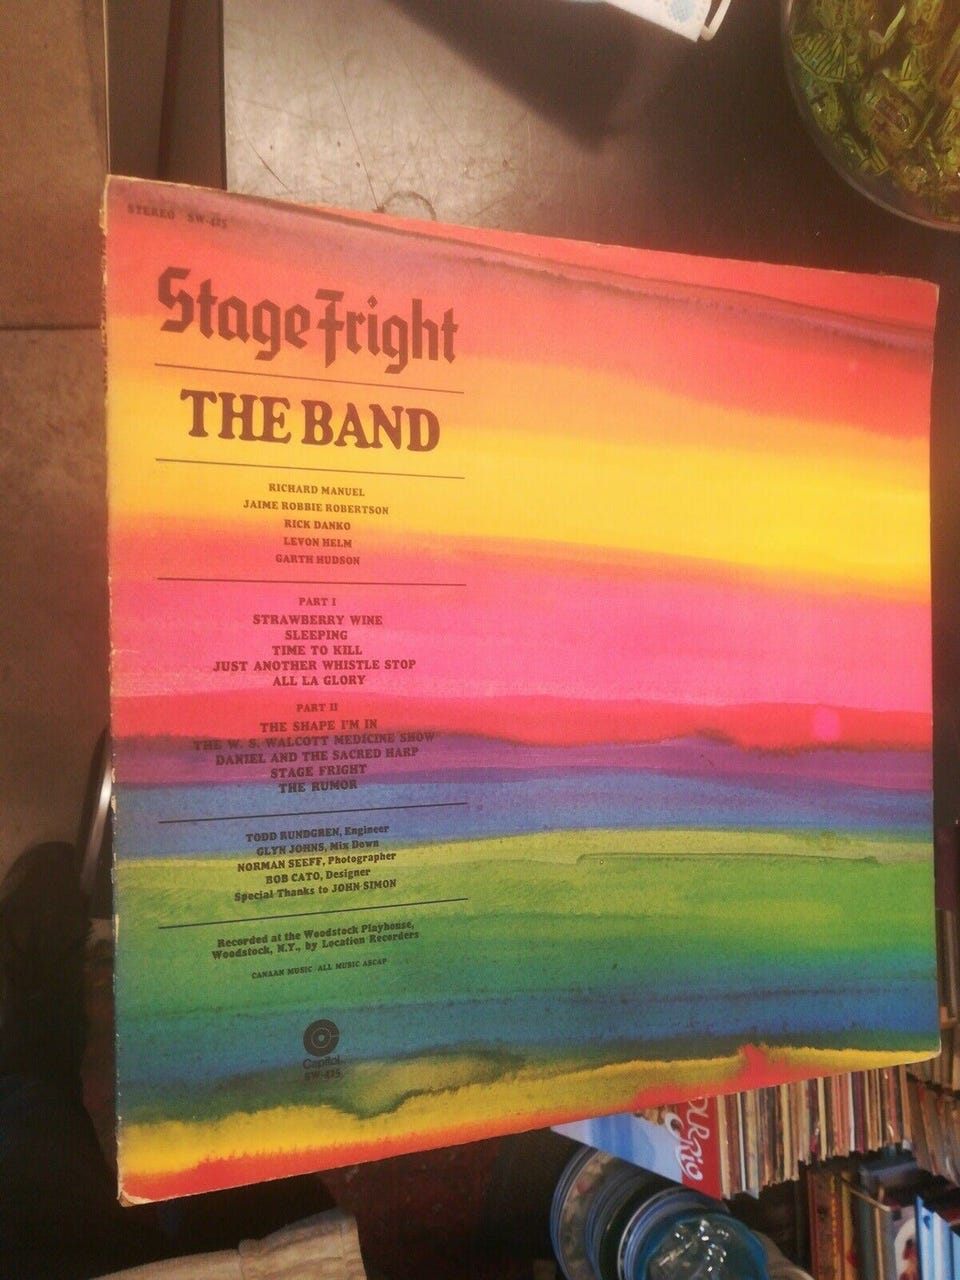 STEREO SW-425
Stage Fright
THE BAND
RICHARD MANUEL
JAIME ROBBIE ROBERTSON
RICK DANKO
LEVON HELM
GARTH HUDSON
PART I
STRAWBERRY WINE
SLEEPING
TIME TO KILL
JUST ANOTHER WHISTLE STOP
ALL LA GLORY
PART II
THE SHAPE I'M IN
THE W. S. WALCOTT MEDICINE SHOW
DANIEL AND THE SACRED HARP
STAGE FRIGHT
THE RUMOR
TODD RUNDGREN, Engineer
GLYN JOHNS, Mix Down
NORMAN SEEFF, Photographer
BOB CATO, Designer
Special Thanks to JOHN SIMON
Recorded at the Woodstock Playhouse,
Woodstock, N.Y., by Location Recorders
CANAAN MUSIC/ALL MUSIC ASCAP
Capitol
SW-425